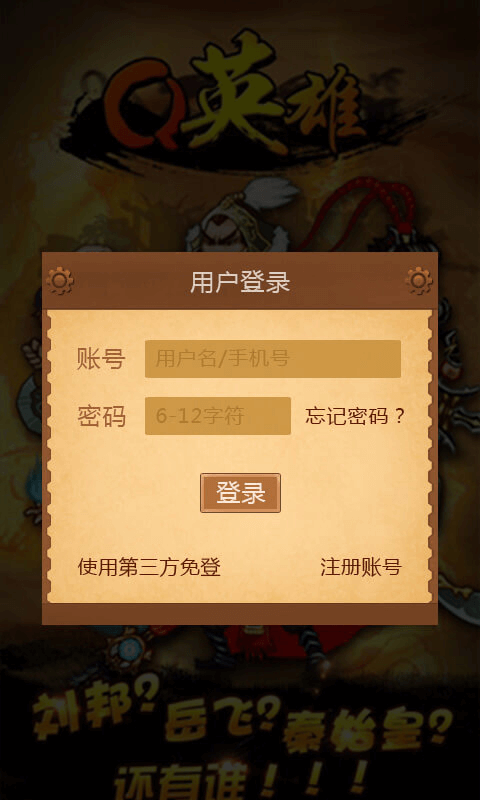 Q英雄
用户登录
账号 用户名/手机号
密码 6-12字符 忘记密码？
登录
使用第三方免登 注册账号
刘邦？岳飞？秦始皇？
还有谁！！！